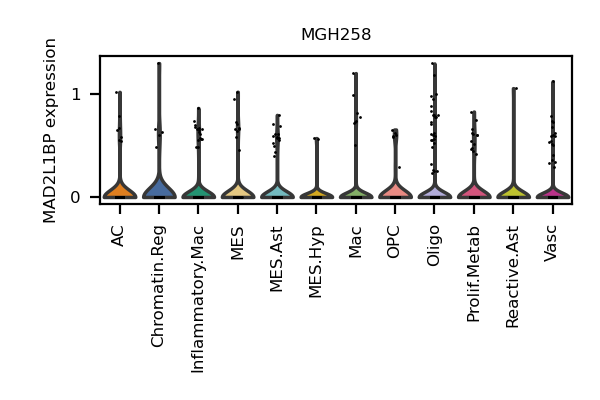 MGH258
MAD2L1BP expression
1
0
AC
Chromatin.Reg
Inflammatory.Mac
MES
MES.Ast
MES.Hyp
Mac
OPC
Oligo
Prolif.Metab
Reactive.Ast
Vasc